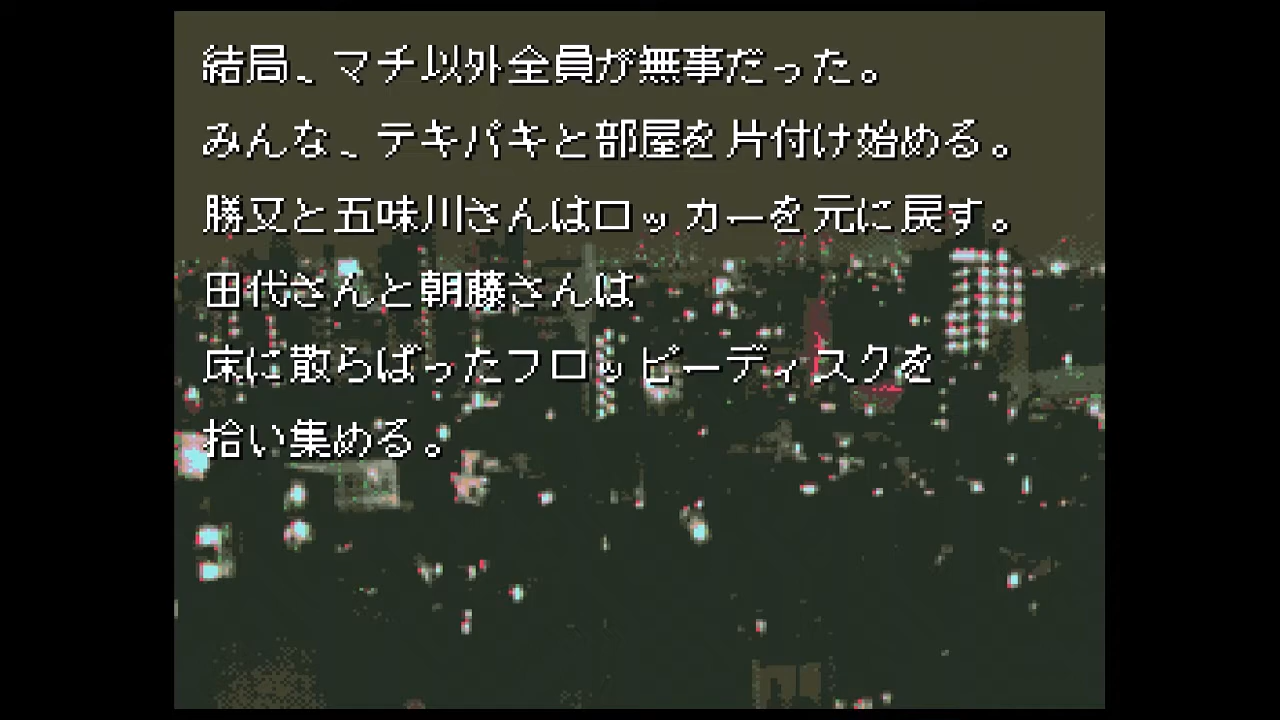 結局、マチ以外全員が無事だった。
みんな、テキパキと部屋を片付け始める。
勝又と五味川さんはロッカーを元に戻す。
田代さんと朝藤さんは
床に散らばったフロッピーディスクを
拾い集める。